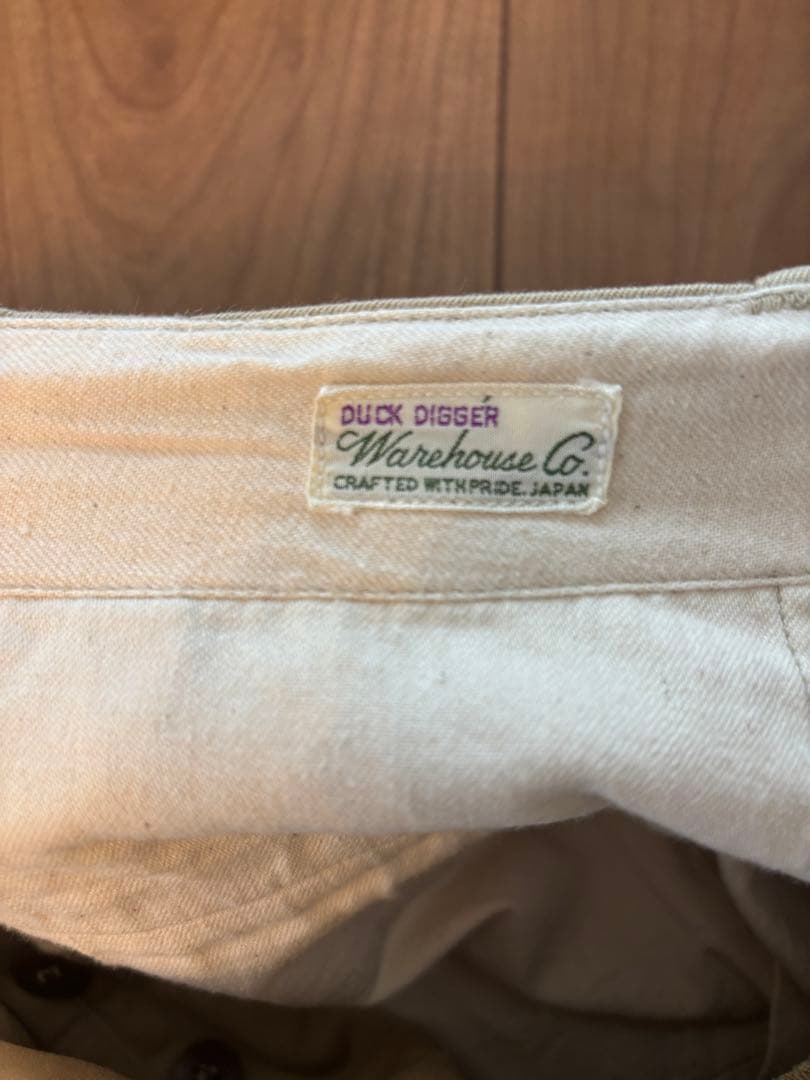 DUCK DIGGER
Warehouse Co.
CRAFTED WITH PRIDE. JAPAN